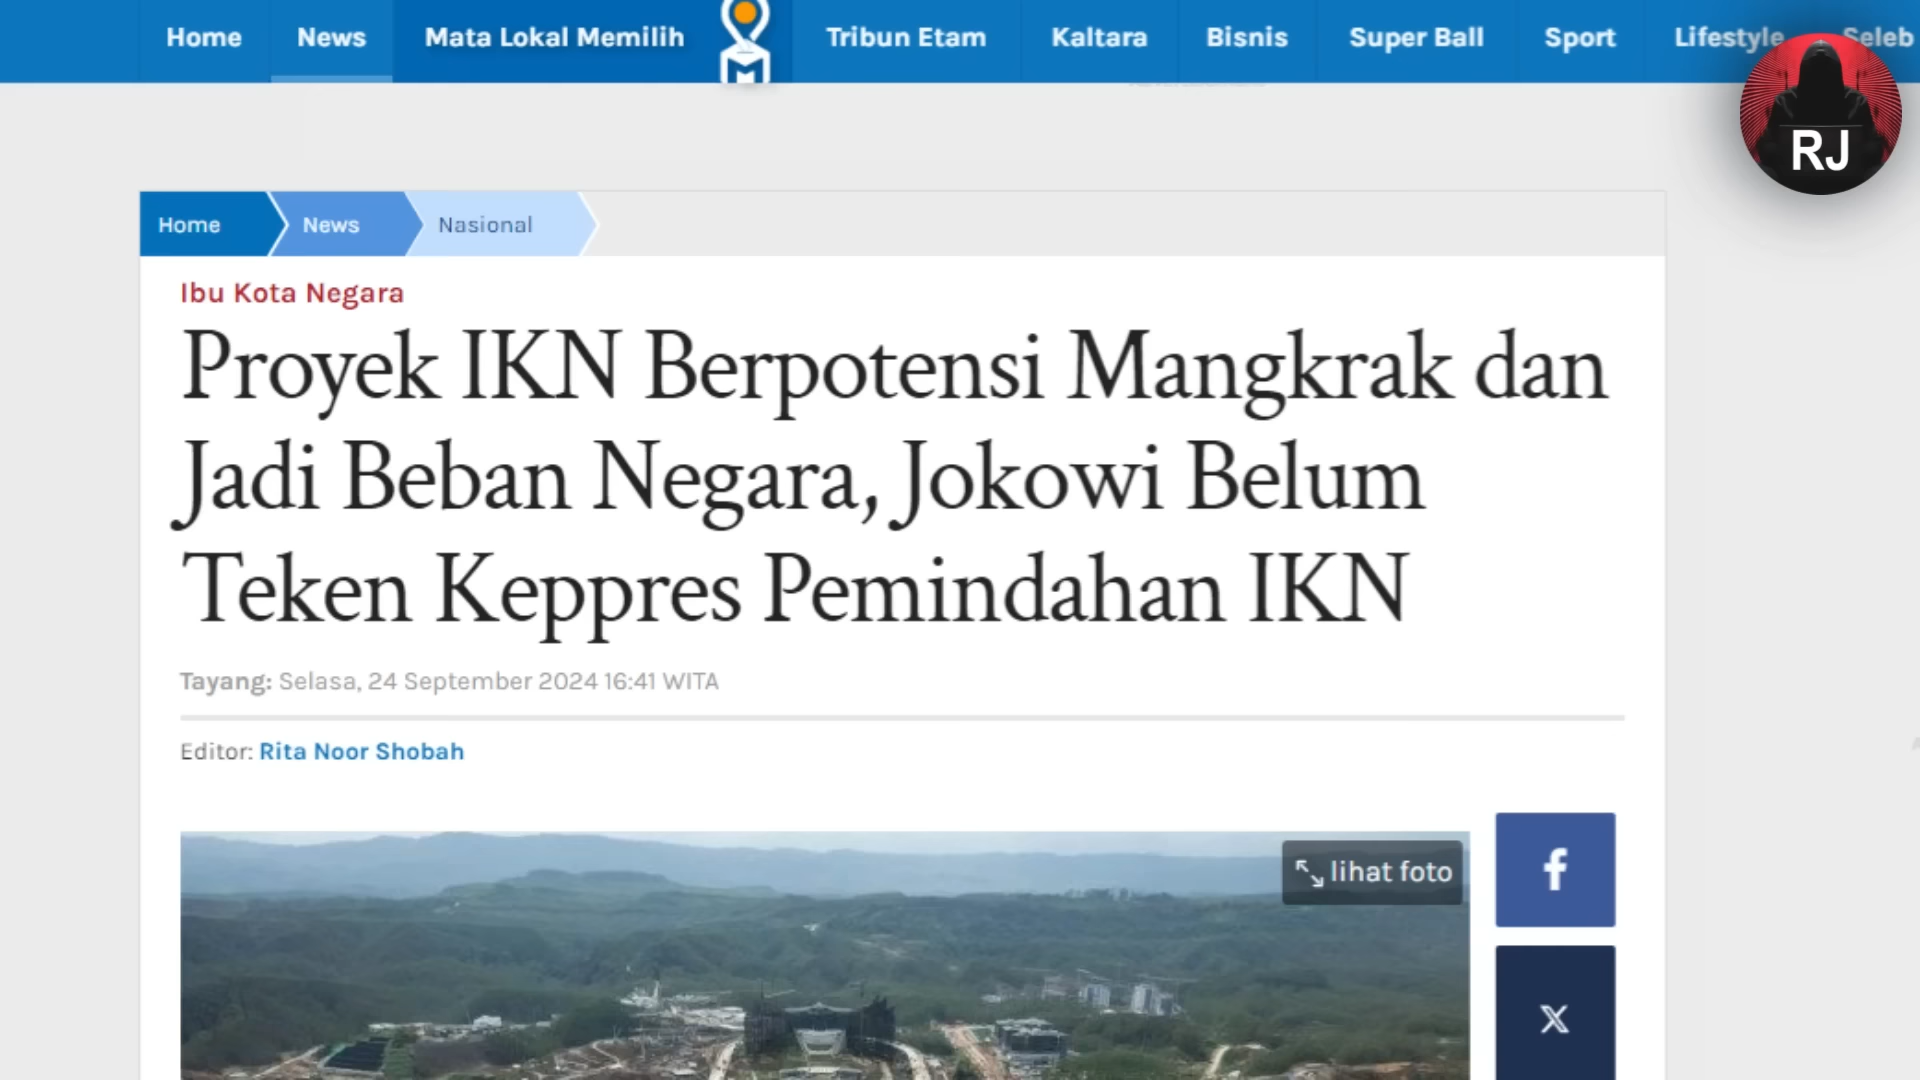 Home News Mata Lokal Memilih Tribun Etam Kaltara Bisnis Super Ball Sport Lifestyle Seleb
RJ
Home News Nasional
Ibu Kota Negara
Proyek IKN Berpotensi Mangkrak dan
Jadi Beban Negara, Jokowi Belum
Teken Keppres Pemindahan IKN
Tayang: Selasa, 24 September 2024 16:41 WITA
Editor: Rita Noor Shobah
lihat foto